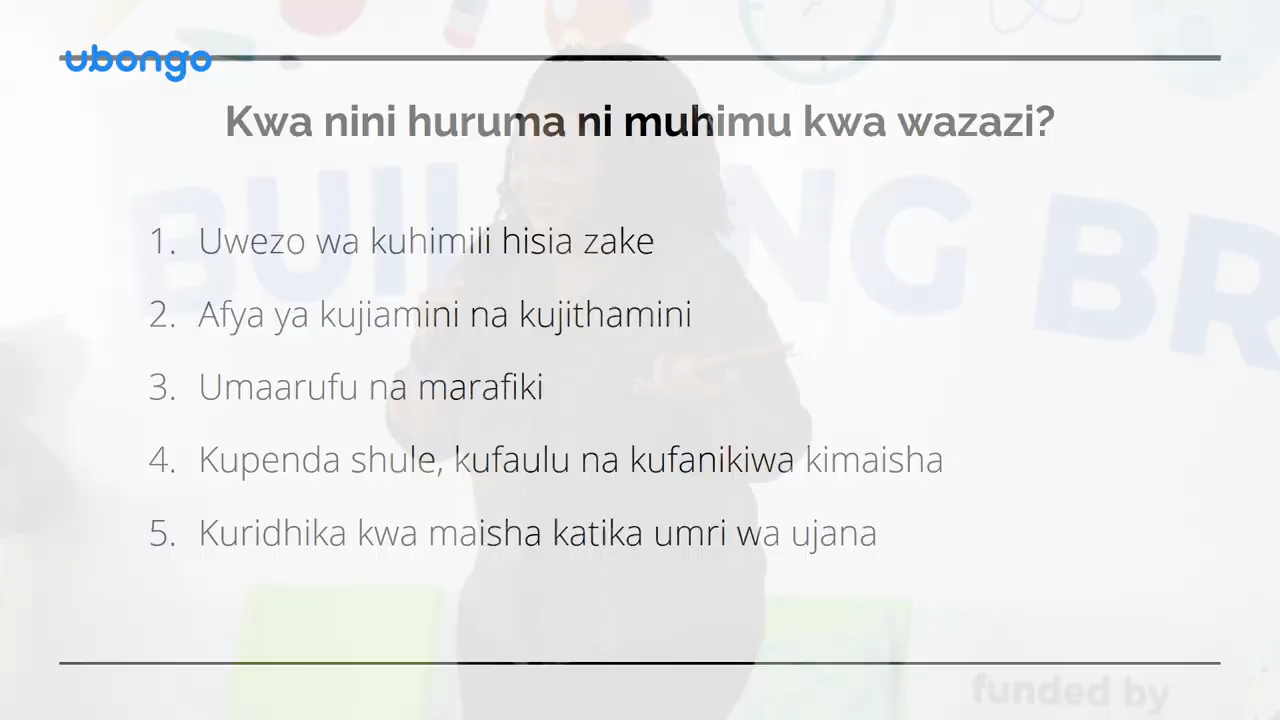 ubongo
Kwa nini huruma ni muhimu kwa wazazi?
BUILDING BR
1. Uwezo wa kuhimili hisia zake
2. Afya ya kujiamini na kujithamini
3. Umaarufu na marafiki
4. Kupenda shule, kufaulu na kufanikiwa kimaisha
5. Kuridhika kwa maisha katika umri wa ujana
funded by